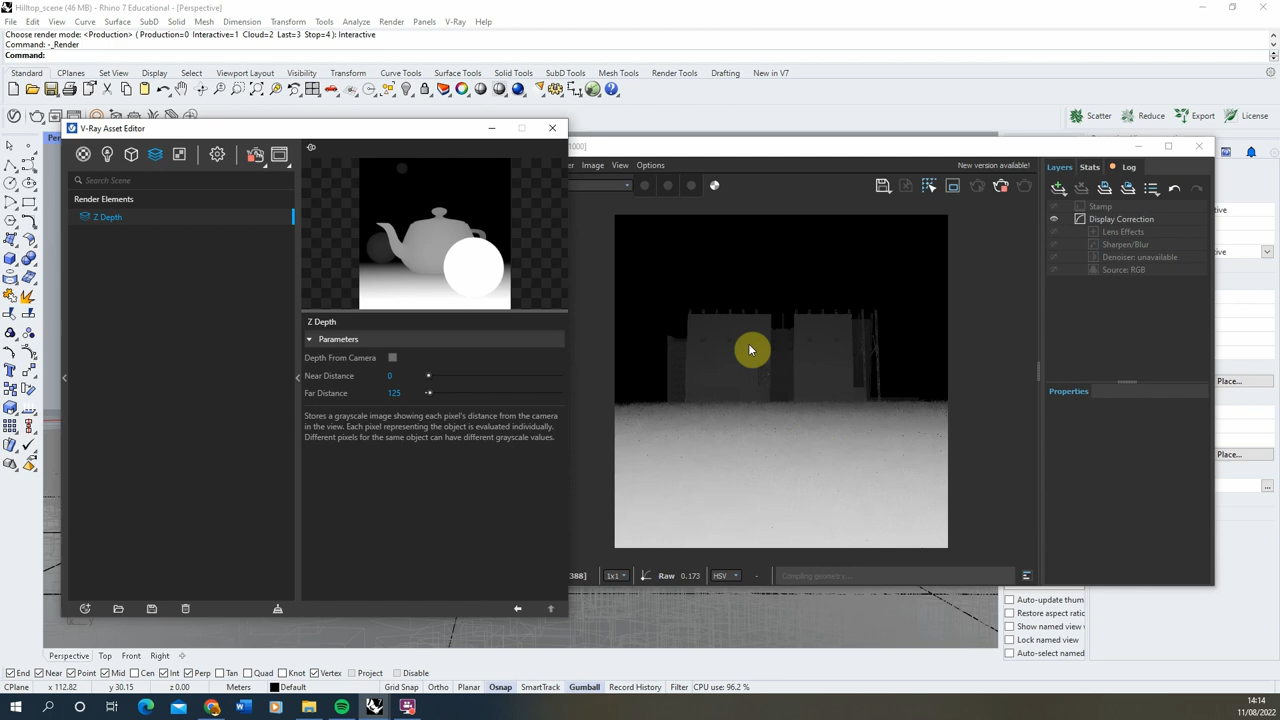 Hilltop_scene (46 MB) - Rhino 7 Educational - [Perspective]
File Edit View Curve Surface SubD Solid Mesh Dimension Transform Tools Analyze Render Panels V-Ray Help
Choose render mode: <Production> ( Production=0 Interactive=1 Cloud=2 Last=3 Stop=4 ): Interactive
Command: -_Render
Command:
Standard CPlanes Set View Display Select Viewport Layout Visibility Transform Curve Tools Surface Tools Solid Tools SubD Tools Mesh Tools Render Tools Drafting New in V7
Scatter Reduce Export License
V-Ray Asset Editor
1000]
Image View Options New version available!
Layers Stats Log
Search Scene
Render Elements
Z Depth
Stamp
Display Correction
Lens Effects
Sharpen/Blur
Denoiser: unavailable
Source: RGB
Z Depth
Parameters
Depth From Camera
Near Distance 0
Far Distance 125
Stores a grayscale image showing each pixel's distance from the camera
in the view. Each pixel representing the object is evaluated individually.
Different pixels for the same object can have different grayscale values.
Properties
Place...
Place...
...
388] 1x1 Raw 0.173 HSV - Compiling geometry...
Auto-update thum
Restore aspect ratio
Show named view w
Lock named view
Auto-select named
Perspective Top Front Right
End Near Point Mid Cen Int Perp Tan Quad Knot Vertex Project Disable
CPlane x 112.82 y 30.15 z 0.00 Meters Default Grid Snap Ortho Planar Osnap SmartTrack Gumball Record History Filter CPU use: 96.2 %
14:14
11/08/2022